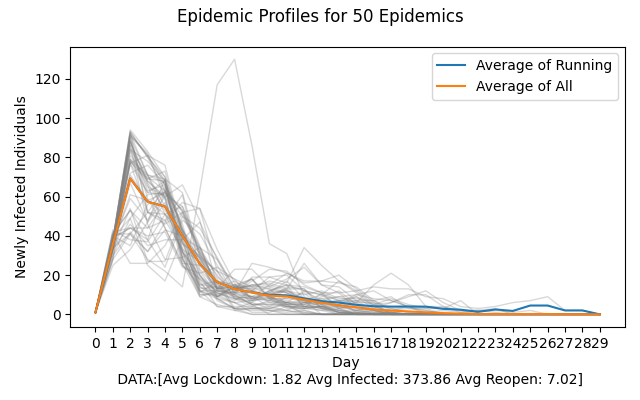 Epidemic Profiles for 50 Epidemics
Average of Running
Average of All
Newly Infected Individuals
120
100
80
60
40
20
0
0 1 2 3 4 5 6 7 8 9 10 11 12 13 14 15 16 17 18 19 20 21 22 23 24 25 26 27 28 29
Day
DATA:[Avg Lockdown: 1.82 Avg Infected: 373.86 Avg Reopen: 7.02]